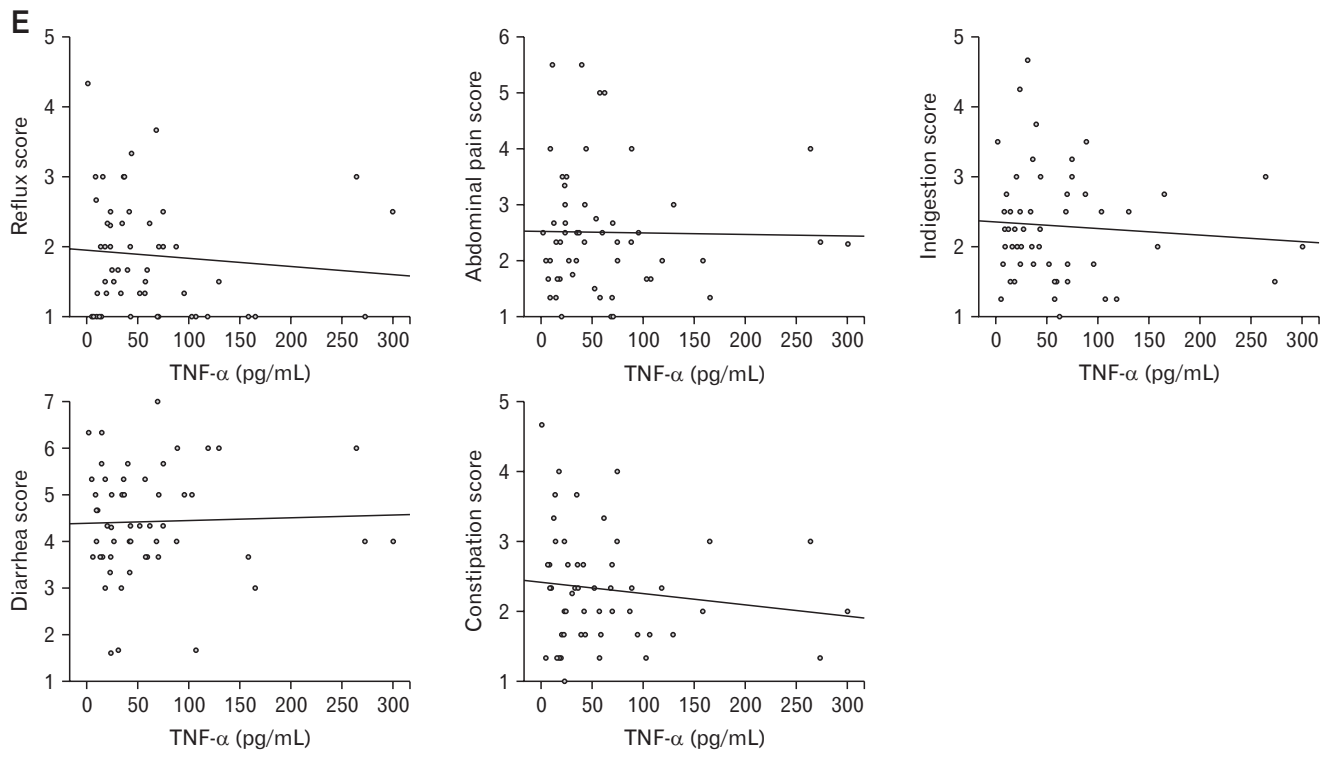 E
Reflux score
5
4
3
2
1
0 50 100 150 200 250 300
TNF-α (pg/mL)
Abdominal pain score
6
5
4
3
2
1
0 50 100 150 200 250 300
TNF-α (pg/mL)
Indigestion score
5
4
3
2
1
0 50 100 150 200 250 300
TNF-α (pg/mL)
Diarrhea score
7
6
5
4
3
2
1
0 50 100 150 200 250 300
TNF-α (pg/mL)
Constipation score
5
4
3
2
1
0 50 100 150 200 250 300
TNF-α (pg/mL)